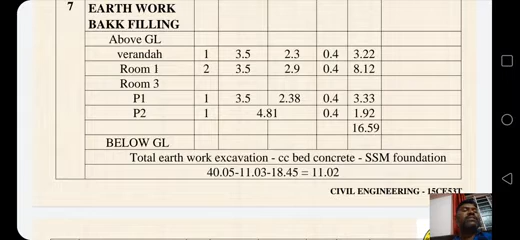 7 EARTH WORK
BAKK FILLING
Above GL
verandah 1 3.5 2.3 0.4 3.22
Room 1 2 3.5 2.9 0.4 8.12
Room 3
P1 1 3.5 2.38 0.4 3.33
P2 1 4.81 0.4 1.92
16.59
BELOW GL
Total earth work excavation - cc bed concrete - SSM foundation
40.05-11.03-18.45 = 11.02
CIVIL ENGINEERING - 15CE53T